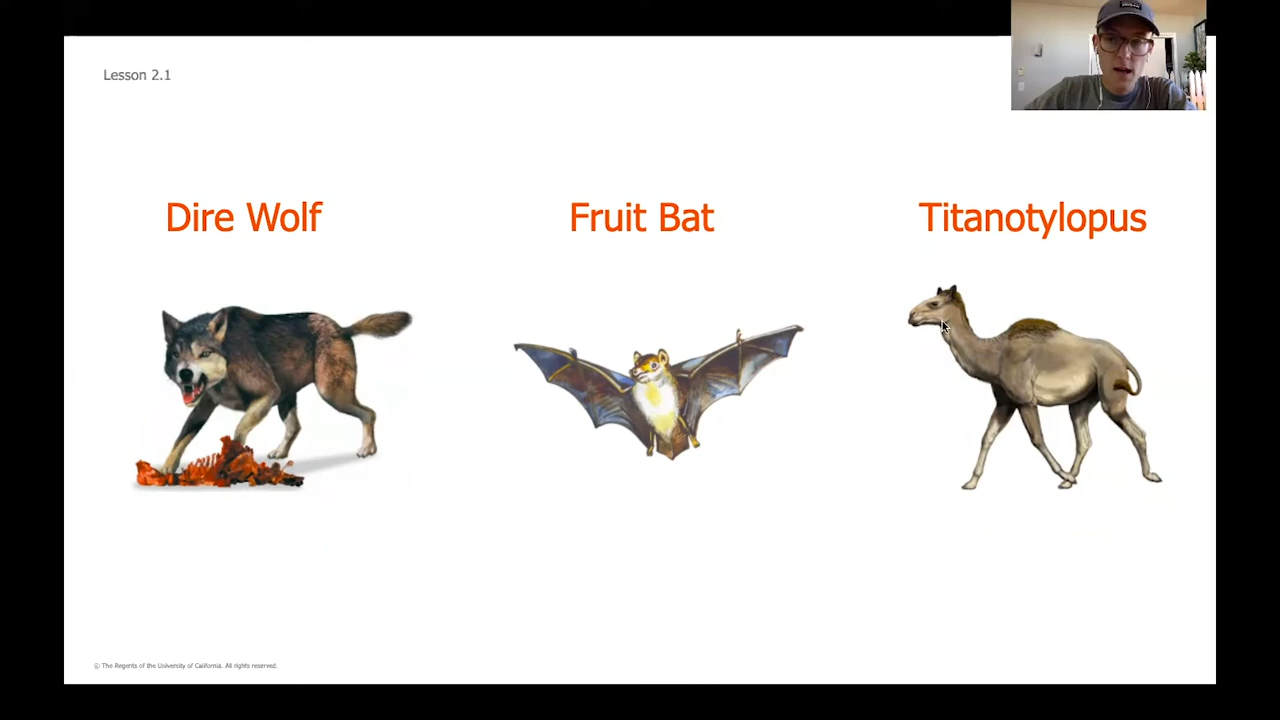 Lesson 2.1
Dire Wolf
Fruit Bat
Titanotylopus
© The Regents of the University of California. All rights reserved.